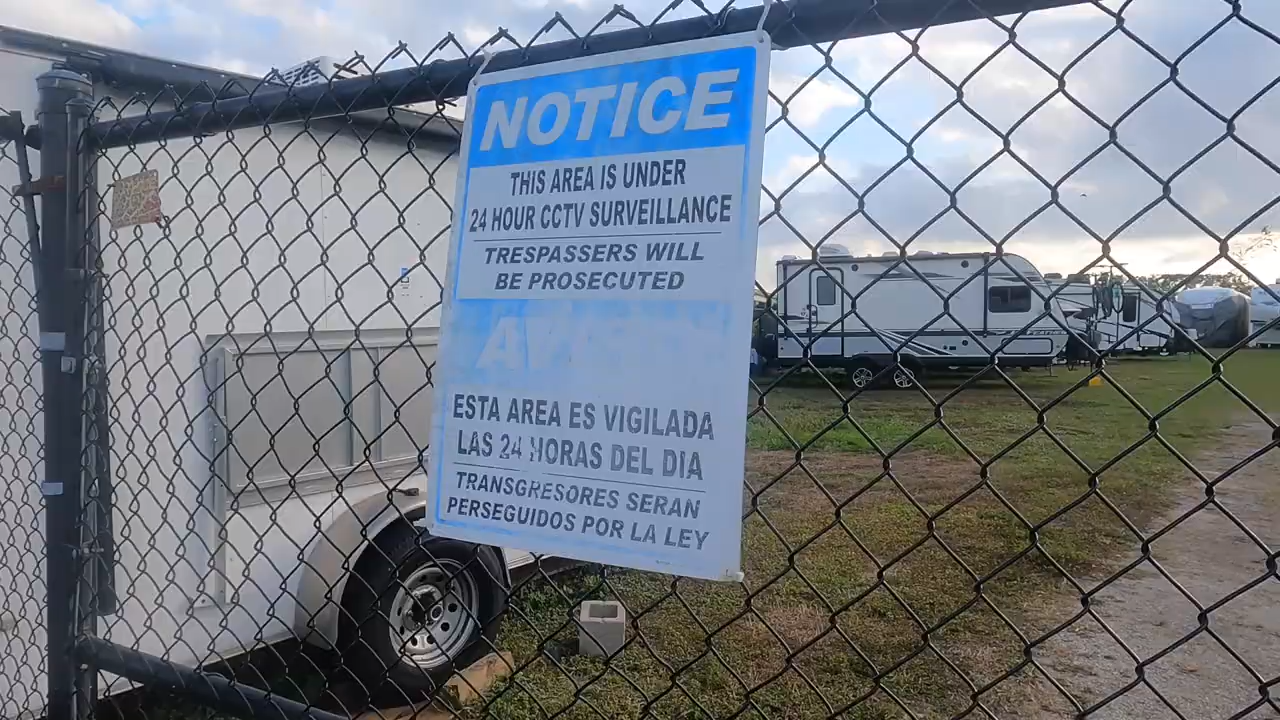 NOTICE
THIS AREA IS UNDER
24 HOUR CCTV SURVEILLANCE
TRESPASSERS WILL
BE PROSECUTED
ESTA AREA ES VIGILADA
LAS 24 HORAS DEL DIA
TRANSGRESORES SERAN
PERSEGUIDOS POR LA LEY